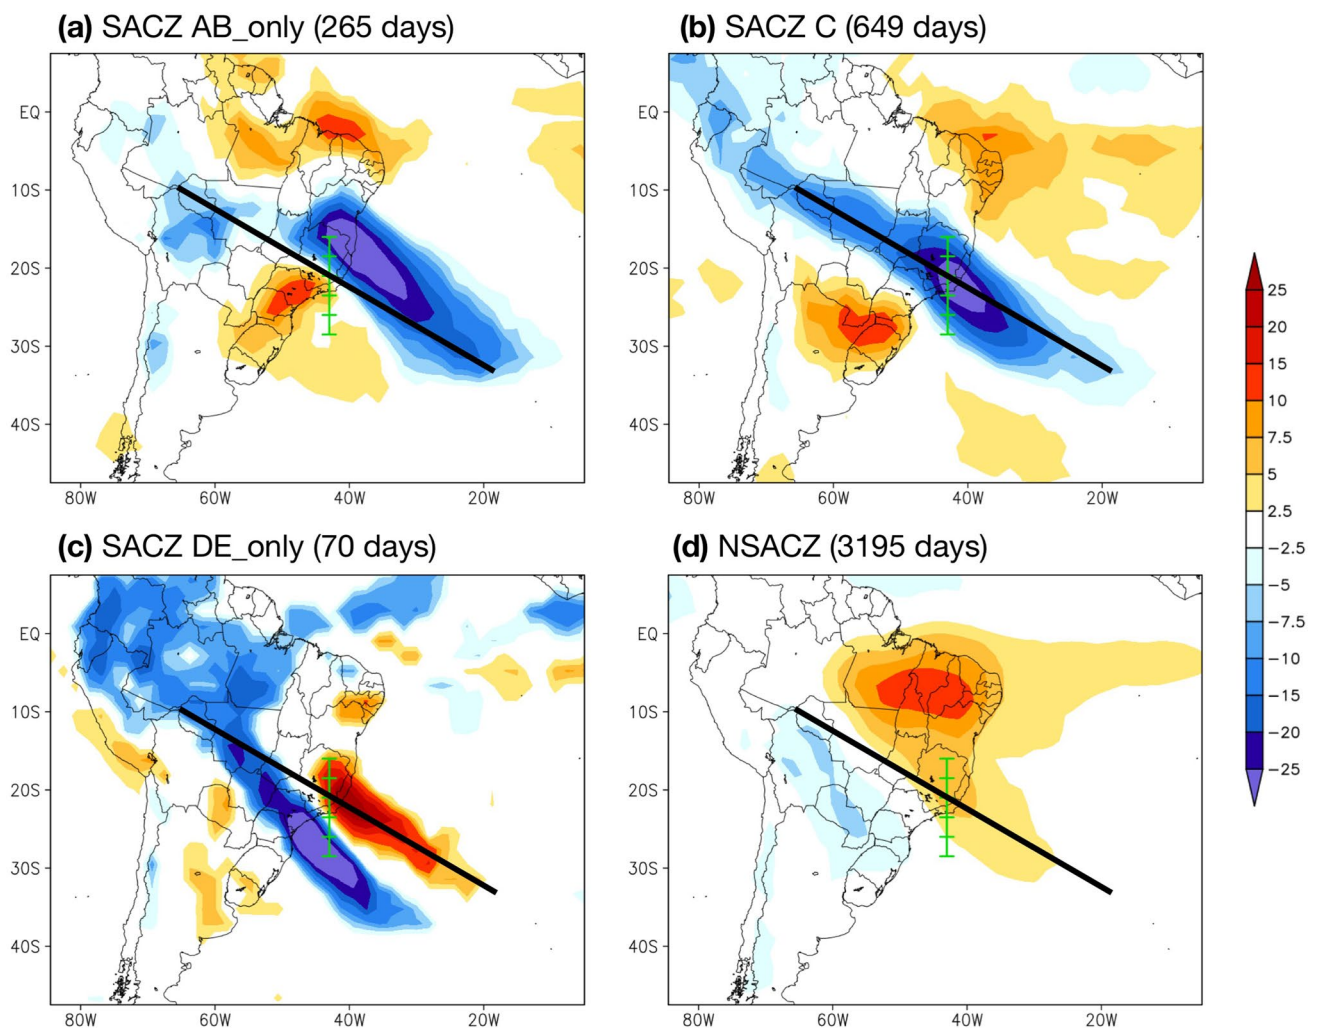 (a) SACZ AB_only (265 days)
(b) SACZ C (649 days)
EQ
10S
20S
30S
40S
80W 60W 40W 20W
EQ
10S
20S
30S
40S
80W 60W 40W 20W
25
20
15
10
7.5
5
2.5
−2.5
−5
−7.5
−10
−15
−20
−25
(c) SACZ DE_only (70 days)
(d) NSACZ (3195 days)
EQ
10S
20S
30S
40S
80W 60W 40W 20W
EQ
10S
20S
30S
40S
80W 60W 40W 20W